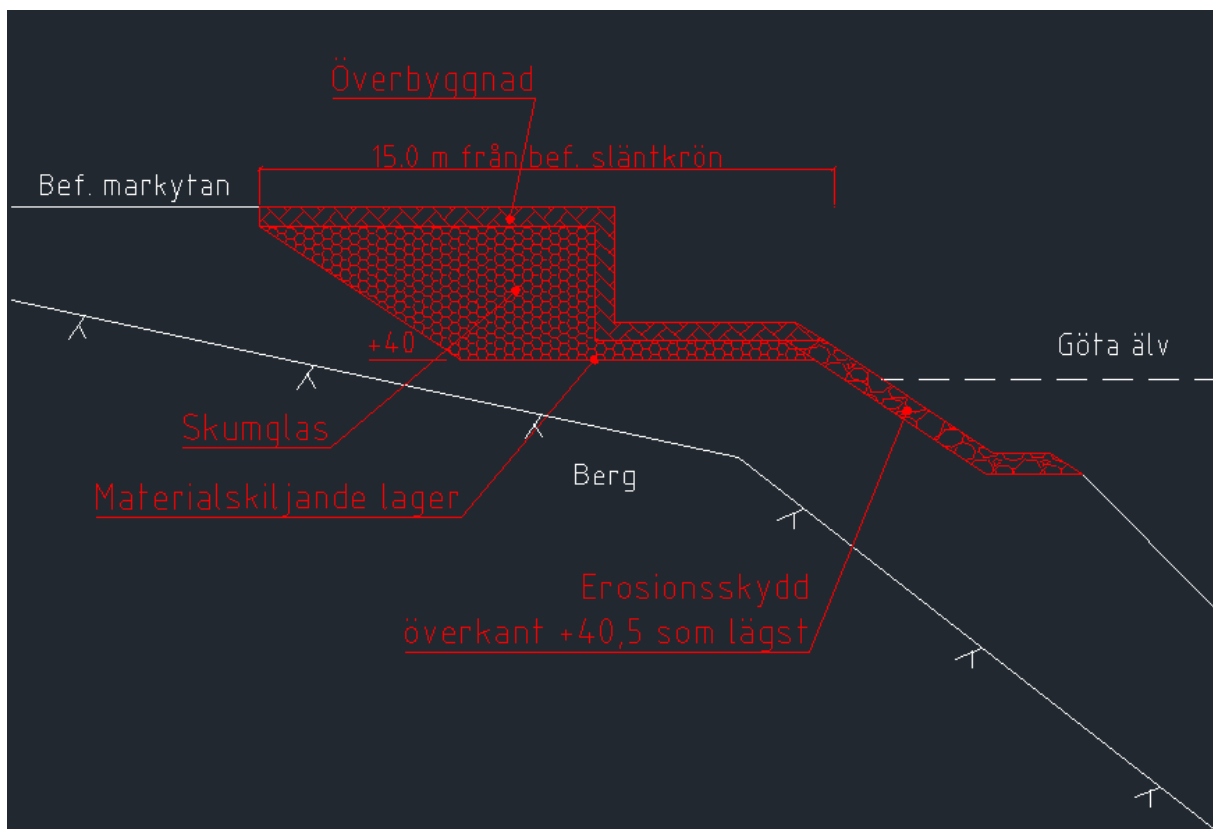 Överbyggnad
15.0 m från bef. släntkrön
Bef. markytan
+40
Göta älv
Skumglas
Materialskiljande lager
Berg
Erosionsskydd
överkant +40,5 som lägst